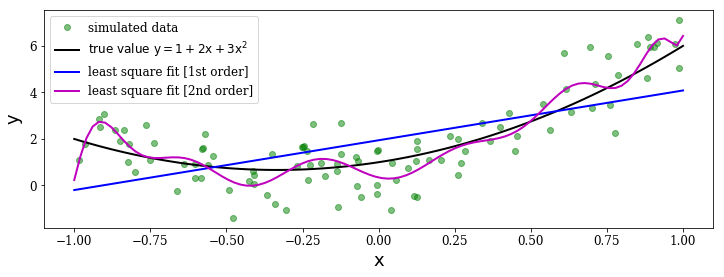 simulated data
true value y = 1 + 2x + 3x²
least square fit [1st order]
least square fit [2nd order]
y
6
4
2
0
−1.00 −0.75 −0.50 −0.25 0.00 0.25 0.50 0.75 1.00
x